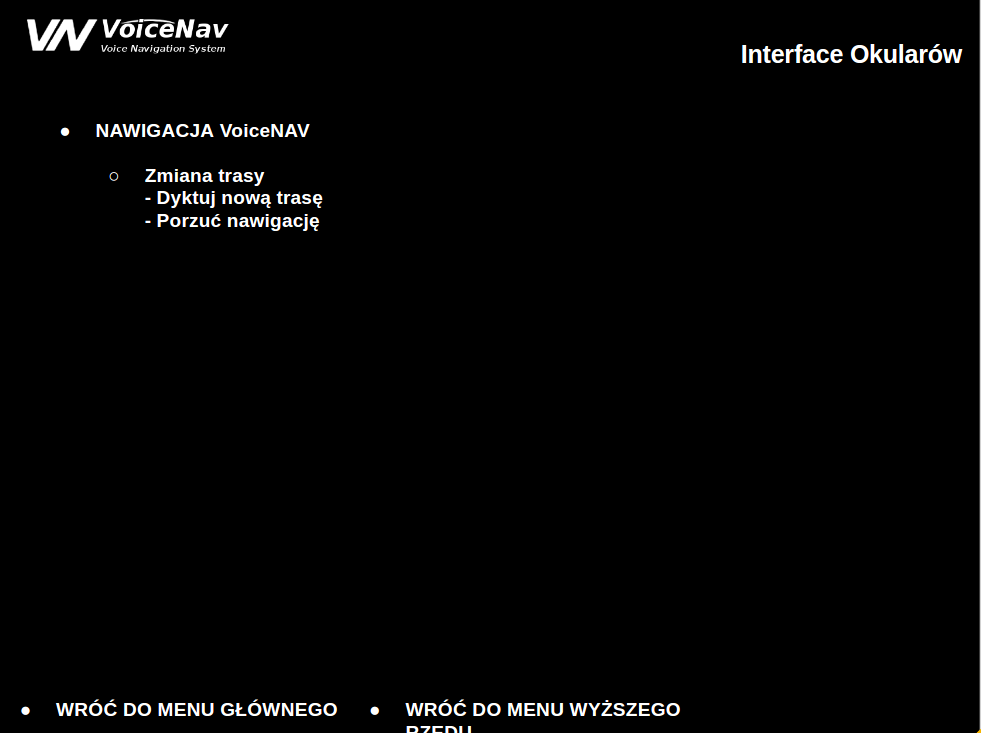 VN VoiceNav
Voice Navigation System
Interface Okularów
● NAWIGACJA VoiceNAV
○ Zmiana trasy
- Dyktuj nową trasę
- Porzuć nawigację
● WRÓĆ DO MENU GŁÓWNEGO
● WRÓĆ DO MENU WYŻSZEGO
RZĘDU